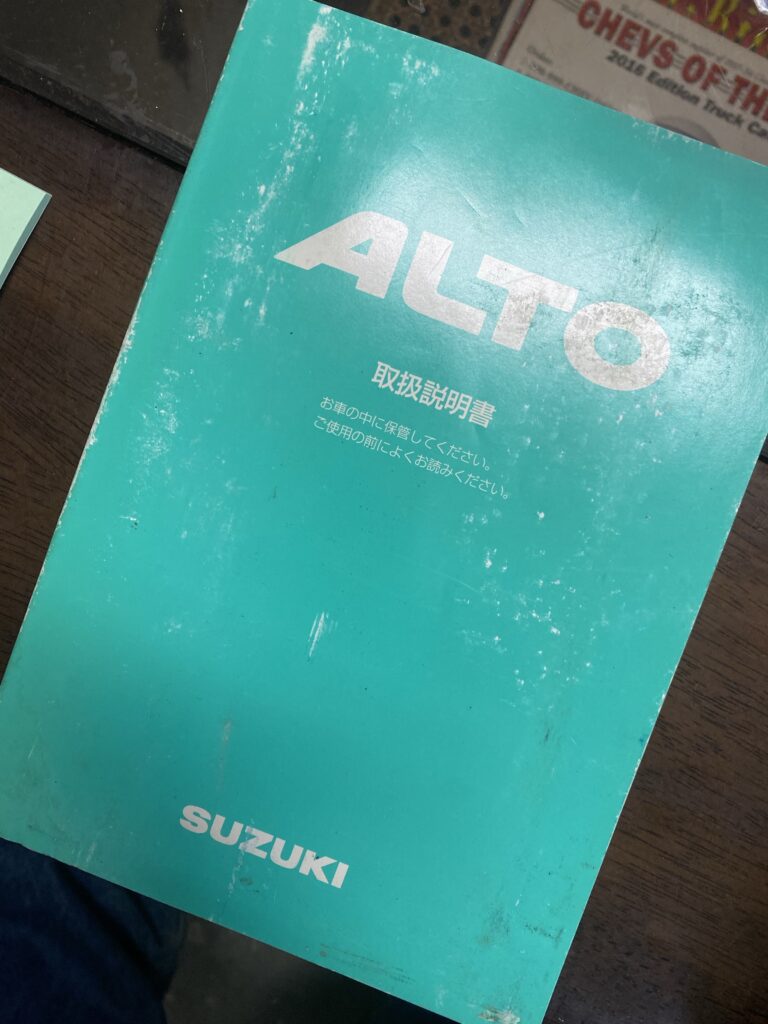 CHEVS OF THE
2016 Edition Truck Ca
ALTO
取扱説明書
お車の中に保管してください。
ご使用の前によくお読みください。
SUZUKI